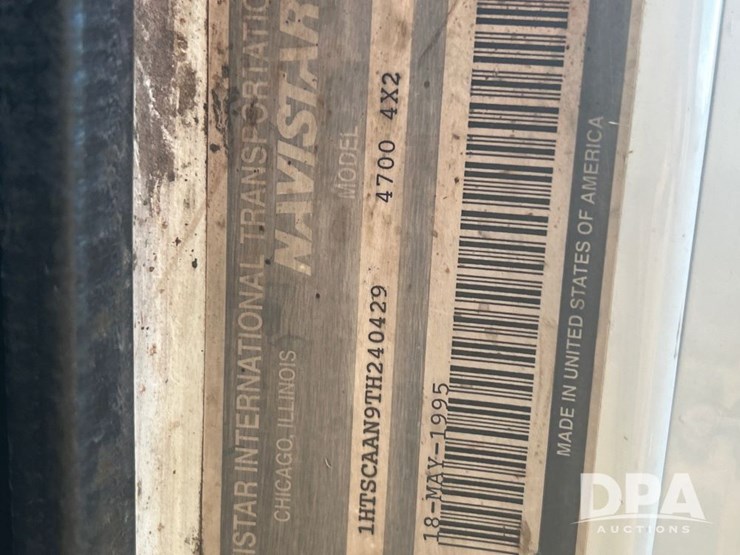 ISTAR INTERNATIONAL TRANSPORTATIO
CHICAGO, ILLINOIS
NAVISTAR
MODEL
1HTSCAAN9TH240429 4700 4X2
18-MAY-1995
MADE IN UNITED STATES OF AMERICA
DPA
AUCTIONS